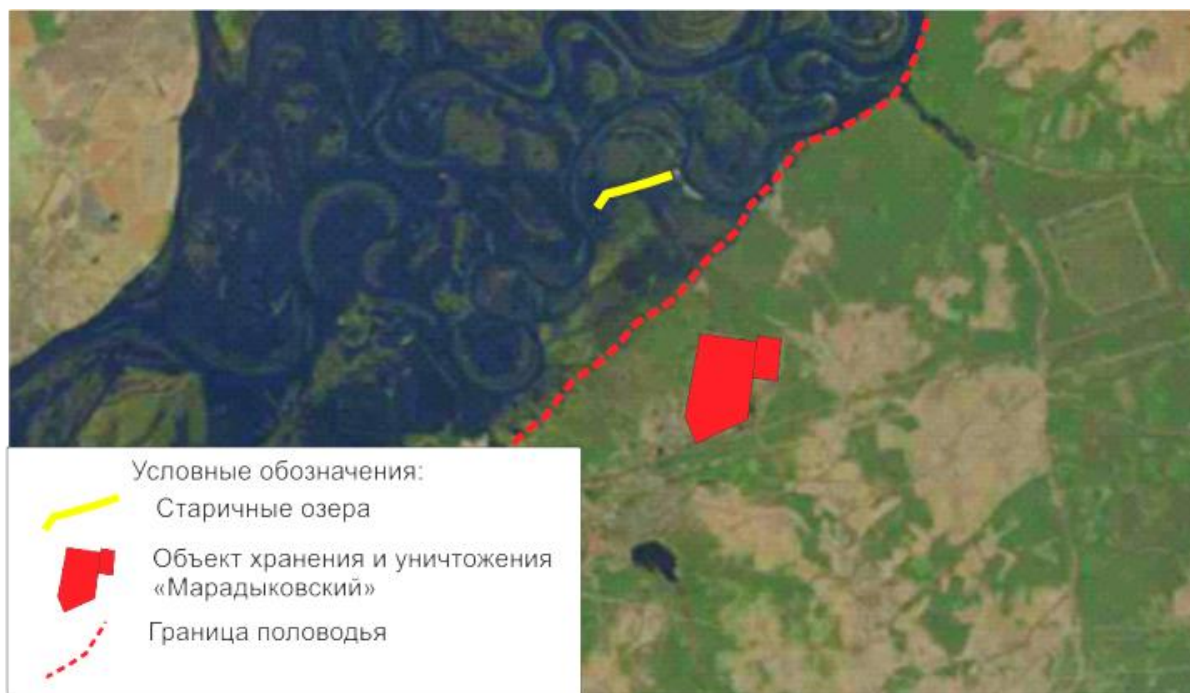 Условные обозначения:
Старичные озера
Объект хранения и уничтожения
«Марадыковский»
Граница половодья